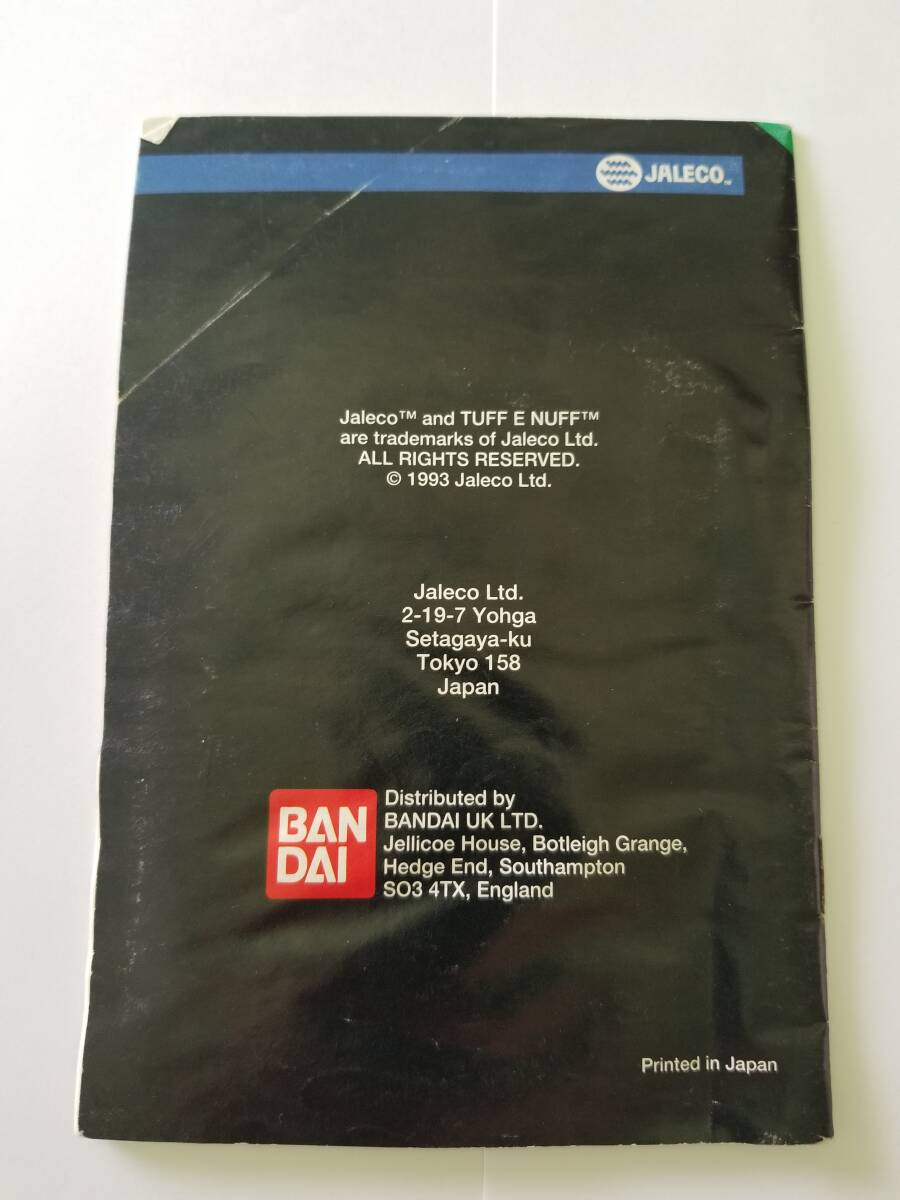 JALECO™
Jaleco™ and TUFF E NUFF™
are trademarks of Jaleco Ltd.
ALL RIGHTS RESERVED.
© 1993 Jaleco Ltd.
Jaleco Ltd.
2-19-7 Yohga
Setagaya-ku
Tokyo 158
Japan
BAN
DAI
Distributed by
BANDAI UK LTD.
Jellicoe House, Botleigh Grange,
Hedge End, Southampton
SO3 4TX, England
Printed in Japan